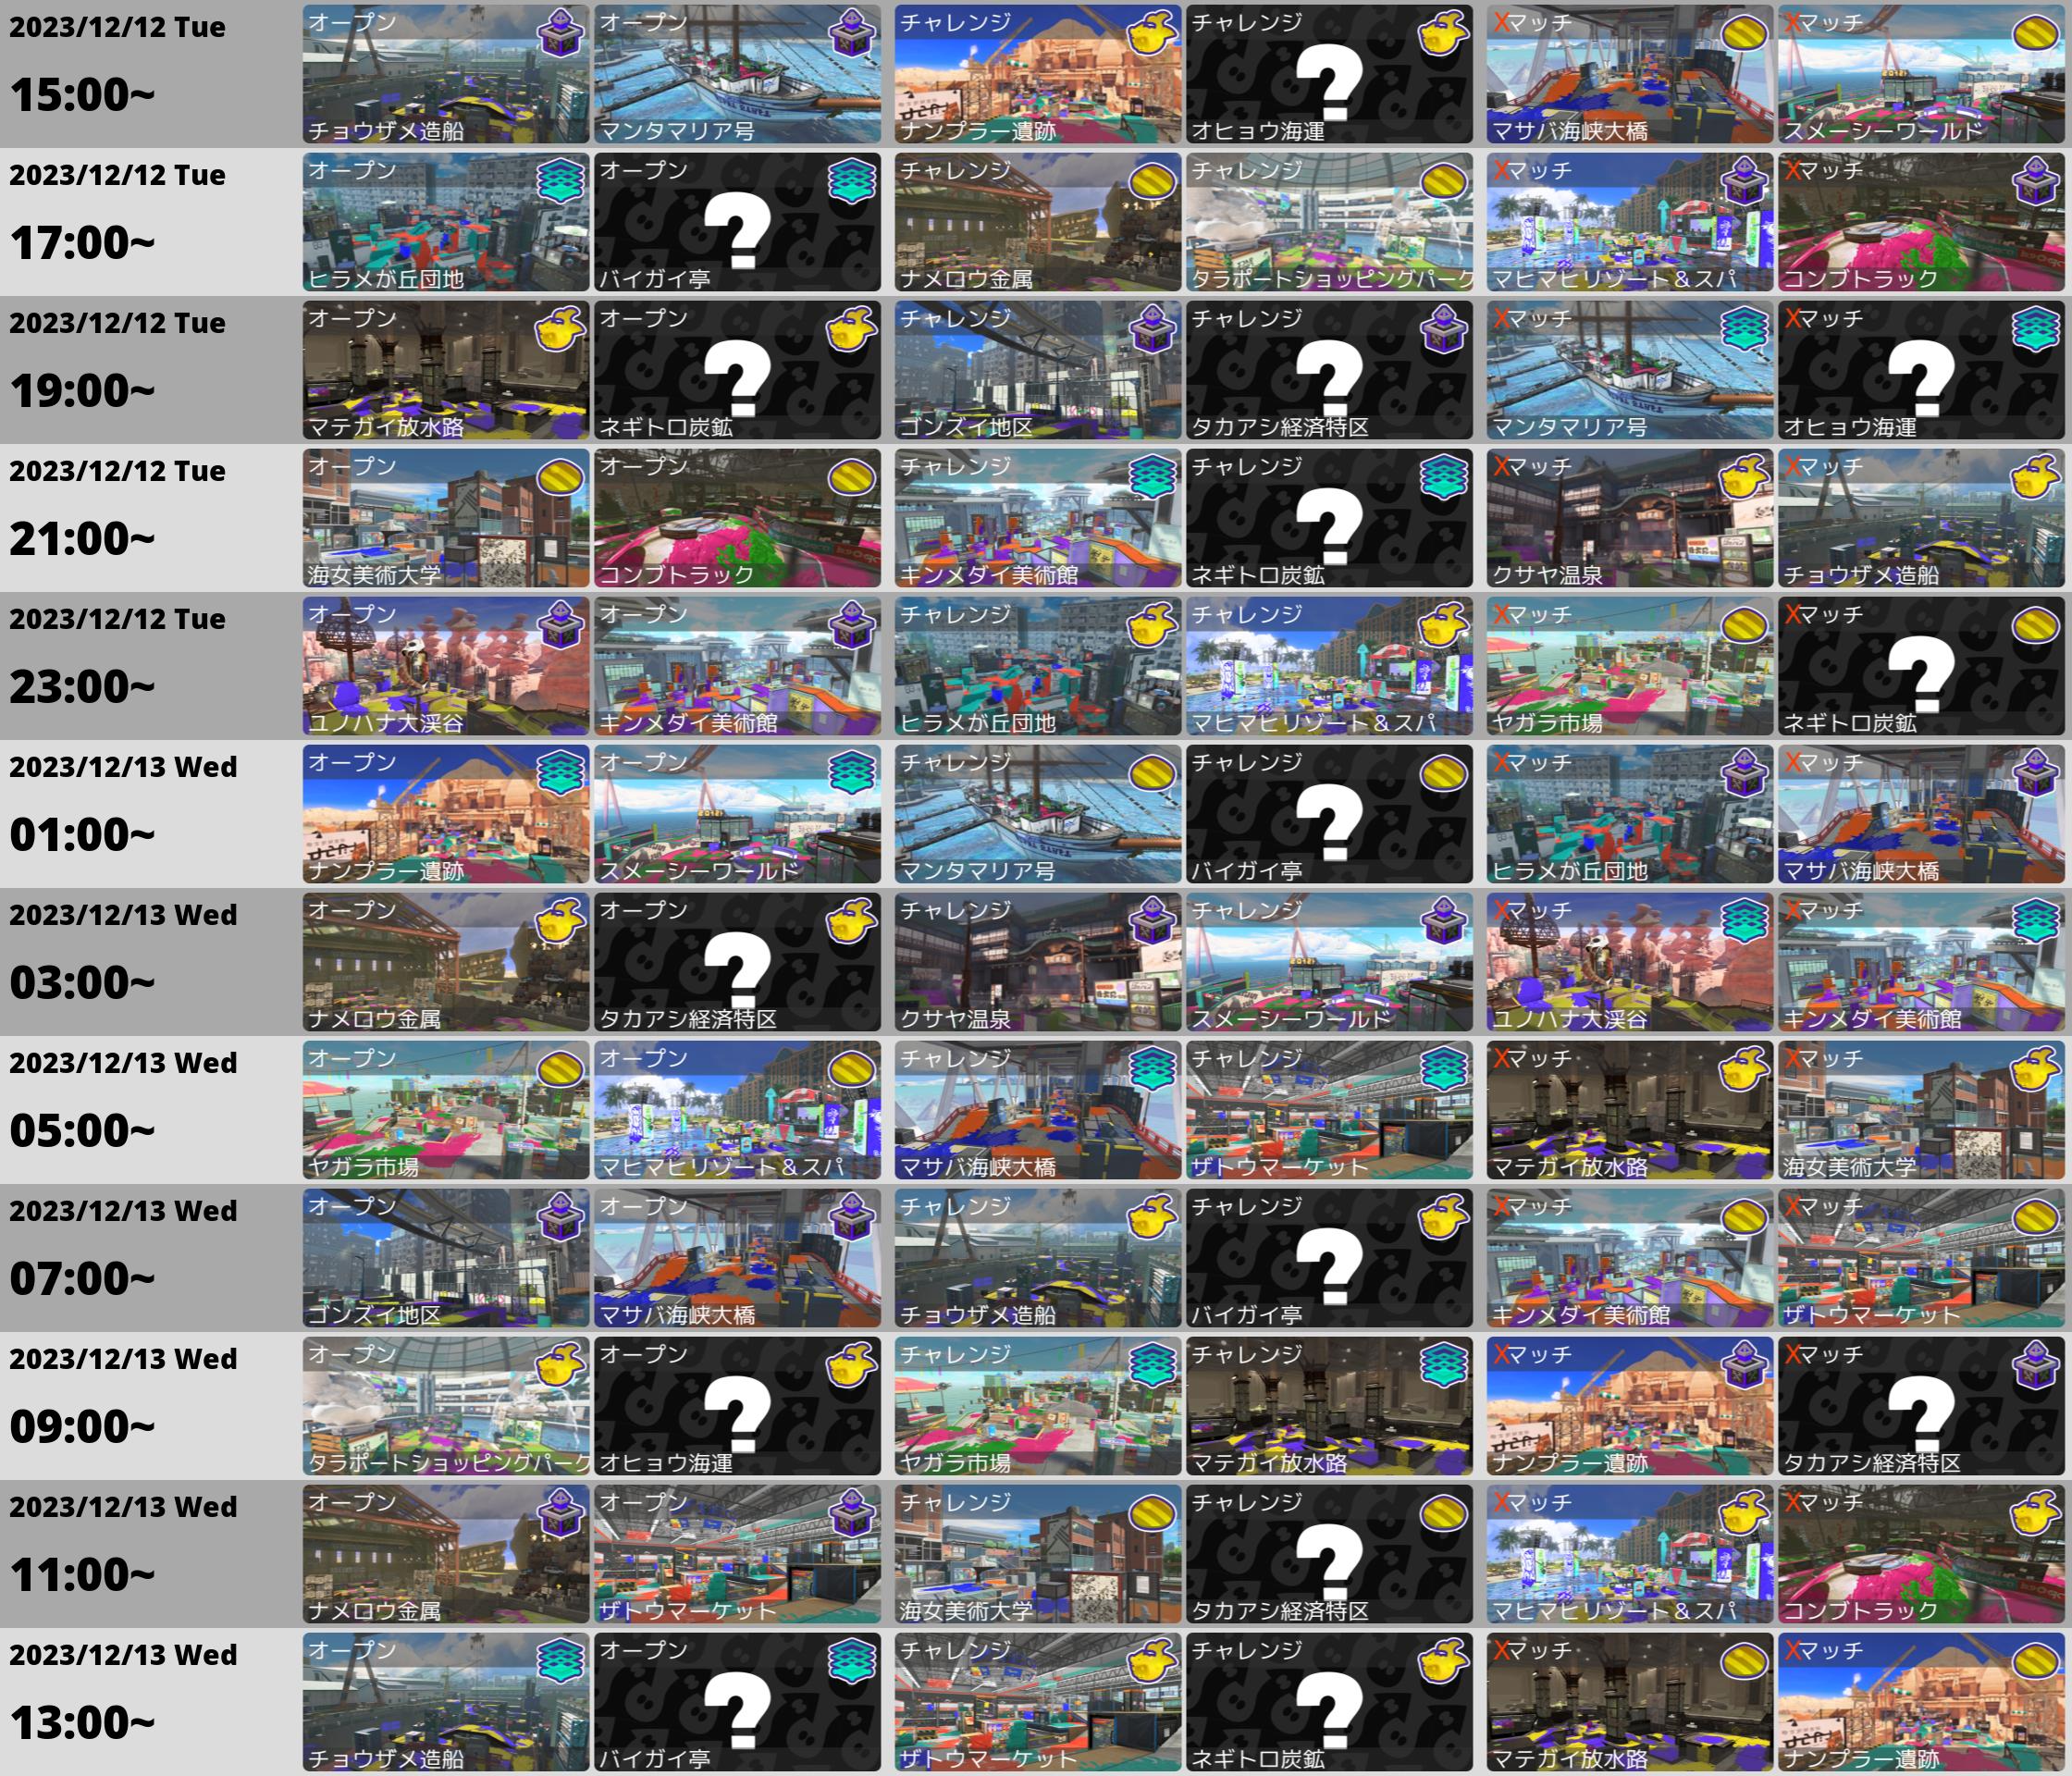 2023/12/12 Tue
15:00~
オープン
チョウザメ造船
オープン
マンタマリア号
チャレンジ
ナンプラー遺跡
チャレンジ
オヒョウ海運
Xマッチ
マサバ海峡大橋
Xマッチ
スメーシーワールド
2023/12/12 Tue
17:00~
オープン
ヒラメが丘団地
オープン
バイガイ亭
チャレンジ
ナメロウ金属
チャレンジ
タラポートショッピングパーク
Xマッチ
マヒマヒリゾート&スパ
Xマッチ
コンブトラック
2023/12/12 Tue
19:00~
オープン
マテガイ放水路
オープン
ネギトロ炭鉱
チャレンジ
ゴンズイ地区
チャレンジ
タカアシ経済特区
Xマッチ
マンタマリア号
Xマッチ
オヒョウ海運
2023/12/12 Tue
21:00~
オープン
海女美術大学
オープン
コンブトラック
チャレンジ
キンメダイ美術館
チャレンジ
ネギトロ炭鉱
Xマッチ
クサヤ温泉
Xマッチ
チョウザメ造船
2023/12/12 Tue
23:00~
オープン
ユノハナ大渓谷
オープン
キンメダイ美術館
チャレンジ
ヒラメが丘団地
チャレンジ
マヒマヒリゾート&スパ
Xマッチ
ヤガラ市場
Xマッチ
ネギトロ炭鉱
2023/12/13 Wed
01:00~
オープン
ナンプラー遺跡
オープン
スメーシーワールド
チャレンジ
マンタマリア号
チャレンジ
バイガイ亭
Xマッチ
ヒラメが丘団地
Xマッチ
マサバ海峡大橋
2023/12/13 Wed
03:00~
オープン
ナメロウ金属
オープン
タカアシ経済特区
チャレンジ
クサヤ温泉
チャレンジ
スメーシーワールド
Xマッチ
ユノハナ大渓谷
Xマッチ
キンメダイ美術館
2023/12/13 Wed
05:00~
オープン
ヤガラ市場
オープン
マヒマヒリゾート&スパ
チャレンジ
マサバ海峡大橋
チャレンジ
ザトウマーケット
Xマッチ
マテガイ放水路
Xマッチ
海女美術大学
2023/12/13 Wed
07:00~
オープン
ゴンズイ地区
オープン
マサバ海峡大橋
チャレンジ
チョウザメ造船
チャレンジ
バイガイ亭
Xマッチ
キンメダイ美術館
Xマッチ
ザトウマーケット
2023/12/13 Wed
09:00~
オープン
タラポートショッピングパーク
オープン
オヒョウ海運
チャレンジ
ヤガラ市場
チャレンジ
マテガイ放水路
Xマッチ
ナンプラー遺跡
Xマッチ
タカアシ経済特区
2023/12/13 Wed
11:00~
オープン
ナメロウ金属
オープン
ザトウマーケット
チャレンジ
海女美術大学
チャレンジ
タカアシ経済特区
Xマッチ
マヒマヒリゾート&スパ
Xマッチ
コンブトラック
2023/12/13 Wed
13:00~
オープン
チョウザメ造船
オープン
バイガイ亭
チャレンジ
ザトウマーケット
チャレンジ
ネギトロ炭鉱
Xマッチ
マテガイ放水路
Xマッチ
ナンプラー遺跡